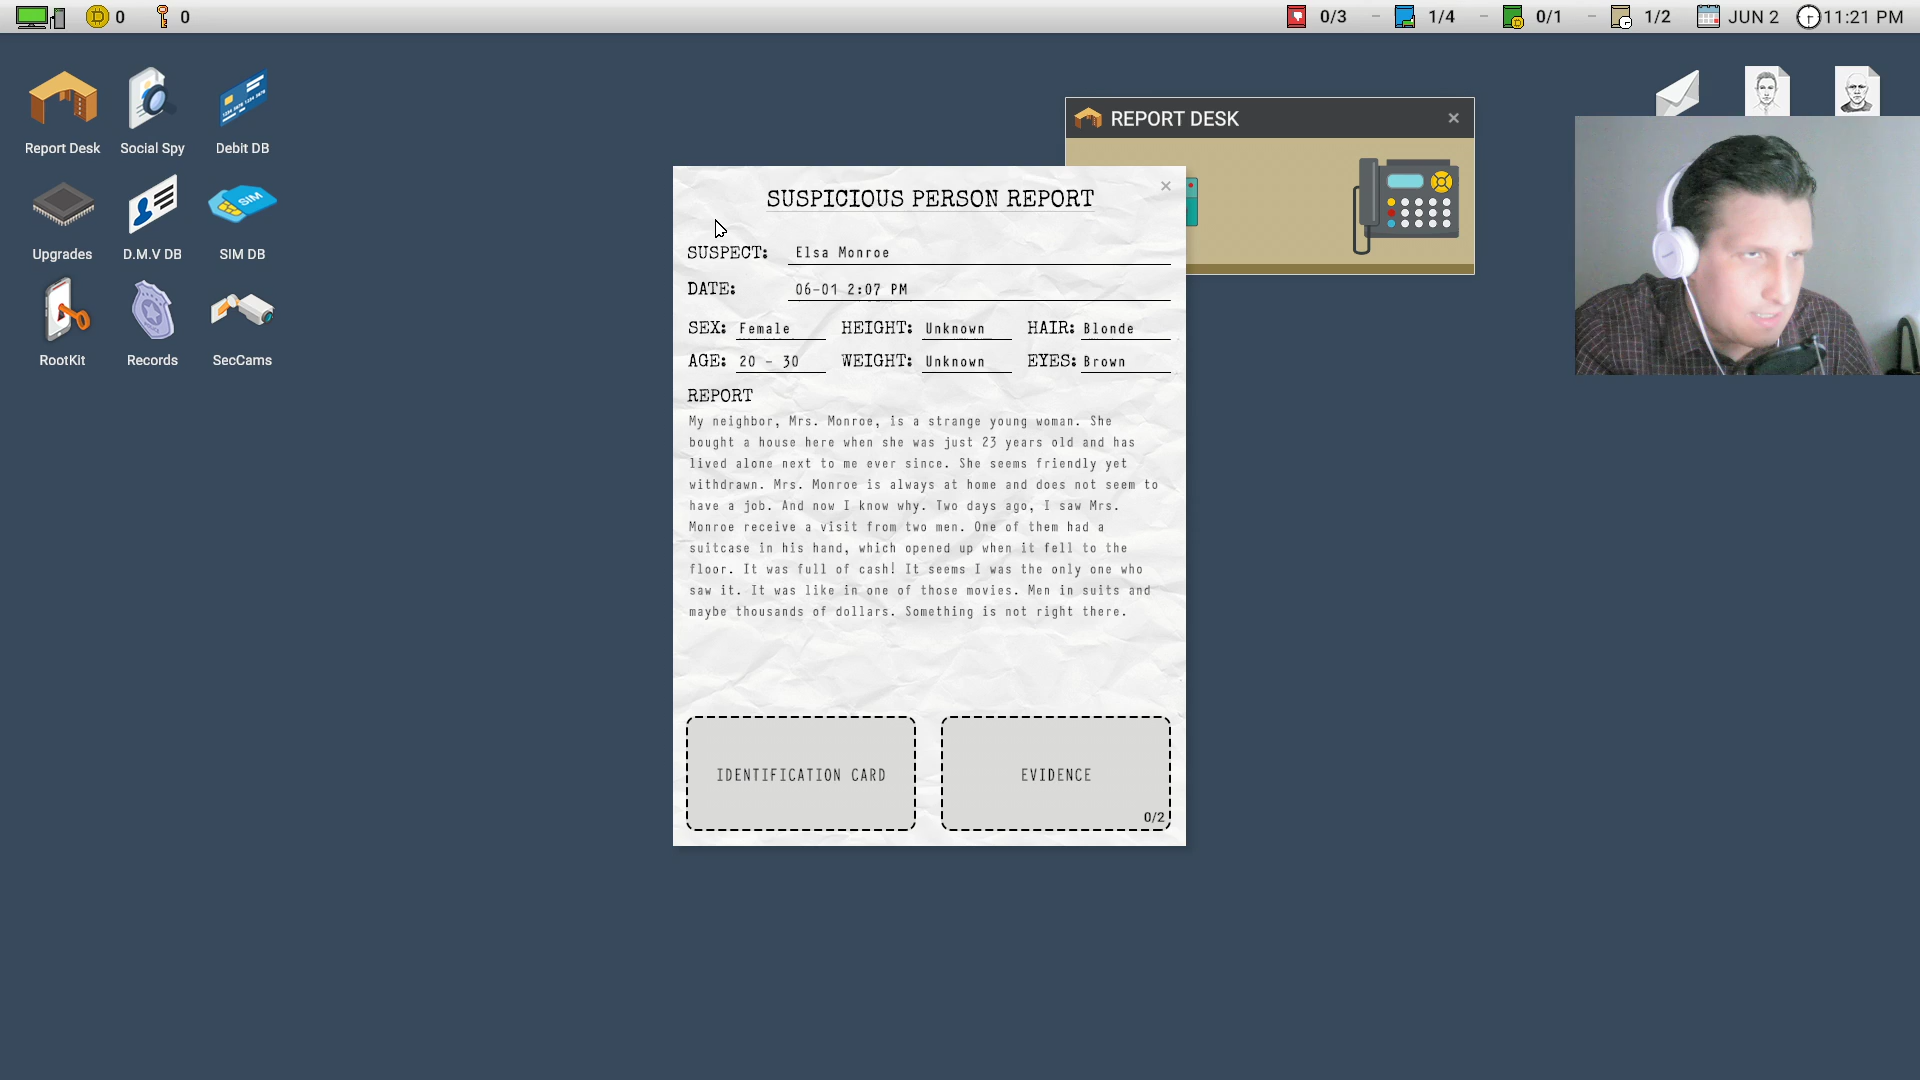 0 0 0/3 - 1/4 - 0/1 - 1/2 JUN 2 11:21 PM
Report Desk Social Spy Debit DB
Upgrades D.M.V DB SIM DB
RootKit Records SecCams
REPORT DESK ×
SUSPICIOUS PERSON REPORT ×
SUSPECT: Elsa Monroe
DATE: 06-01 2:07 PM
SEX: Female HEIGHT: Unknown HAIR: Blonde
AGE: 20 - 30 WEIGHT: Unknown EYES: Brown
REPORT
My neighbor, Mrs. Monroe, is a strange young woman. She
bought a house here when she was just 23 years old and has
lived alone next to me ever since. She seems friendly yet
withdrawn. Mrs. Monroe is always at home and does not seem to
have a job. And now I know why. Two days ago, I saw Mrs.
Monroe receive a visit from two men. One of them had a
suitcase in his hand, which opened up when it fell to the
floor. It was full of cash! It seems I was the only one who
saw it. It was like in one of those movies. Men in suits and
maybe thousands of dollars. Something is not right there.
IDENTIFICATION CARD
EVIDENCE
0/2